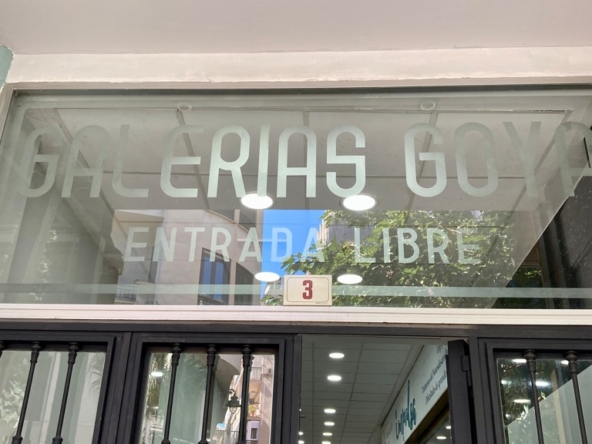 GALERIAS GOYA
ENTRADA LIBRE
3